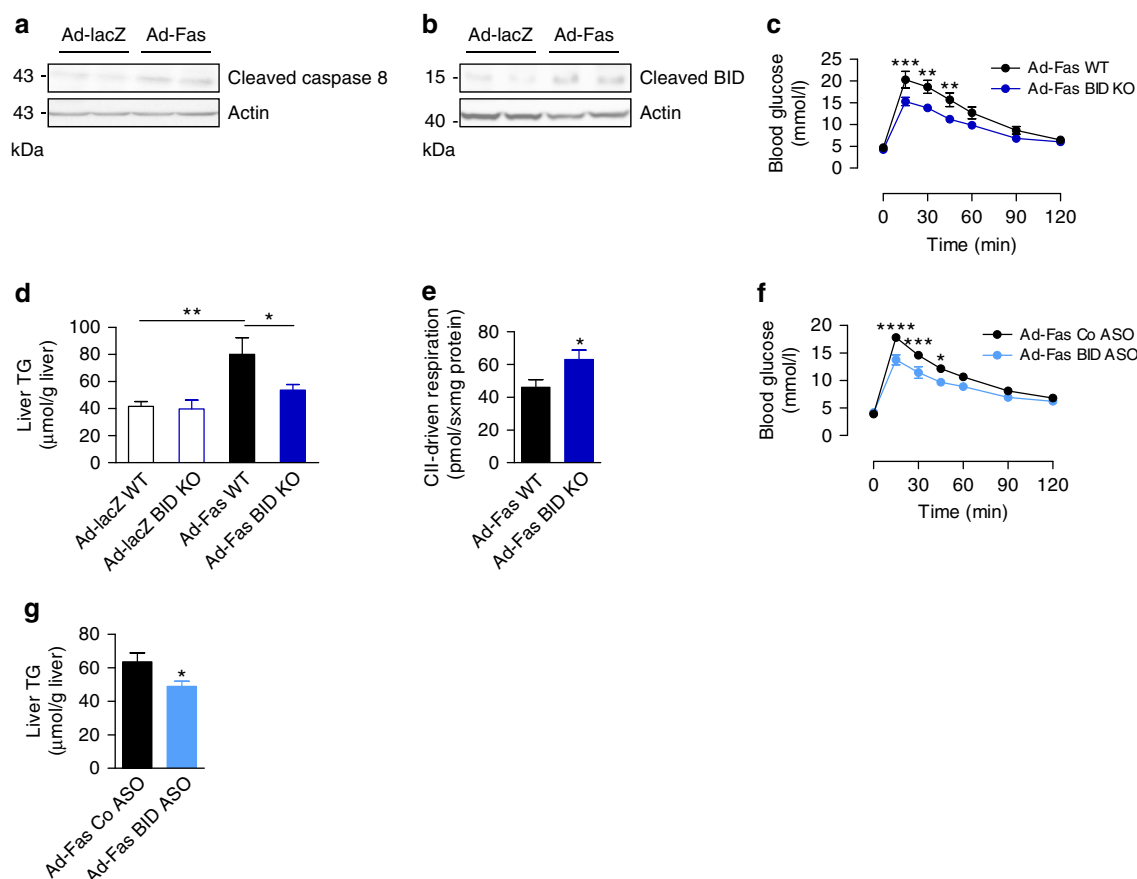 a
Ad-lacZ Ad-Fas
43 - Cleaved caspase 8
43 - Actin
kDa
b
Ad-lacZ Ad-Fas
15 - Cleaved BID
40 - Actin
kDa
c
Blood glucose
(mmol/l)
25
20
15
10
5
0
***
**
**
Ad-Fas WT
Ad-Fas BID KO
0 30 60 90 120
Time (min)
d
Liver TG
(μmol/g liver)
100
80
60
40
20
0
** *
Ad-lacZ WT
Ad-lacZ BID KO
Ad-Fas WT
Ad-Fas BID KO
e
CII-driven respiration
(pmol/sxmg protein)
80
60
40
20
0
*
Ad-Fas WT
Ad-Fas BID KO
f
Blood glucose
(mmol/l)
20
15
10
5
0
****
***
*
Ad-Fas Co ASO
Ad-Fas BID ASO
0 30 60 90 120
Time (min)
g
Liver TG
(μmol/g liver)
80
60
40
20
0
*
Ad-Fas Co ASO
Ad-Fas BID ASO